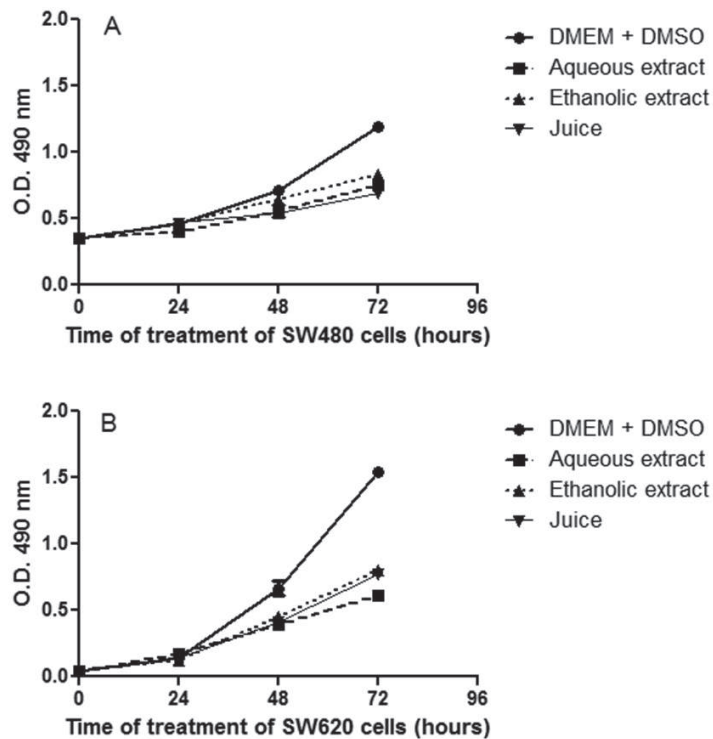 A
2.0
1.5
1.0
0.5
0.0
O.D. 490 nm
0 24 48 72 96
Time of treatment of SW480 cells (hours)
DMEM + DMSO
Aqueous extract
Ethanolic extract
Juice
B
2.0
1.5
1.0
0.5
0.0
O.D. 490 nm
0 24 48 72 96
Time of treatment of SW620 cells (hours)
DMEM + DMSO
Aqueous extract
Ethanolic extract
Juice